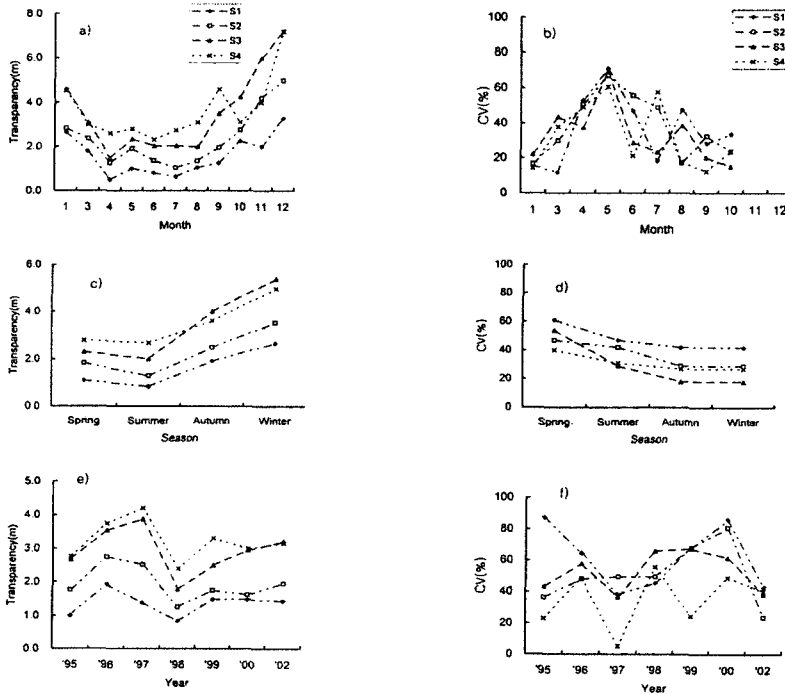 a)
S1
S2
S3
S4
8.0
6.0
4.0
2.0
0.0
Transparency(m)
1 3 4 5 6 7 8 9 10 11 12
Month
b)
S1
S2
S3
S4
100
80
60
40
20
0
CV(%)
1 3 4 5 6 7 8 9 10 11 12
Month
c)
6.0
4.0
2.0
0.0
Transparency(m)
Spring Summer Autumn Winter
Season
d)
100
80
60
40
20
0
CV(%)
Spring. Summer Autumn Winter
Season
e)
5.0
4.0
3.0
2.0
1.0
0.0
Transparency(m)
'95 '96 '97 '98 '99 '00 '02
Year
f)
100
80
60
40
20
0
CV(%)
'95 '96 '97 '98 '99 '00 '02
Year